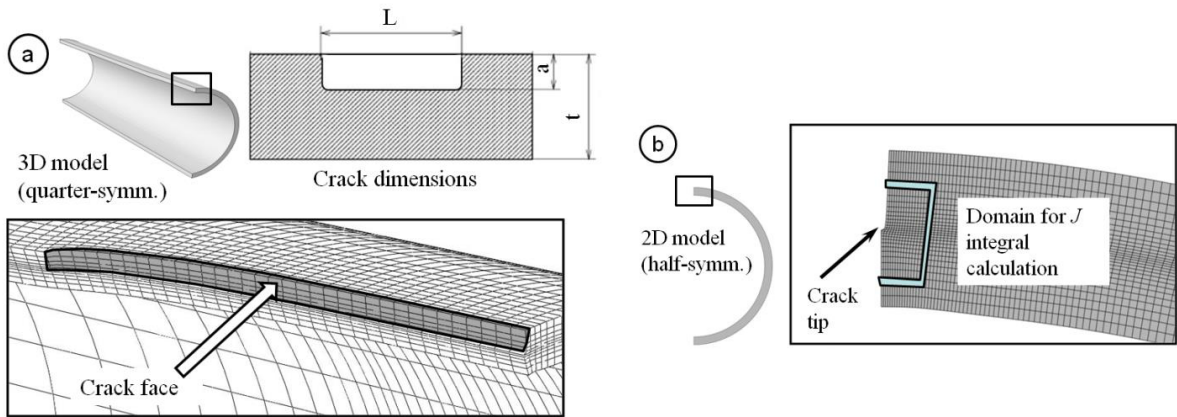 a
3D model
(quarter-symm.)
L
a
t
Crack dimensions
Crack face
b
2D model
(half-symm.)
Crack
tip
Domain for J
integral
calculation